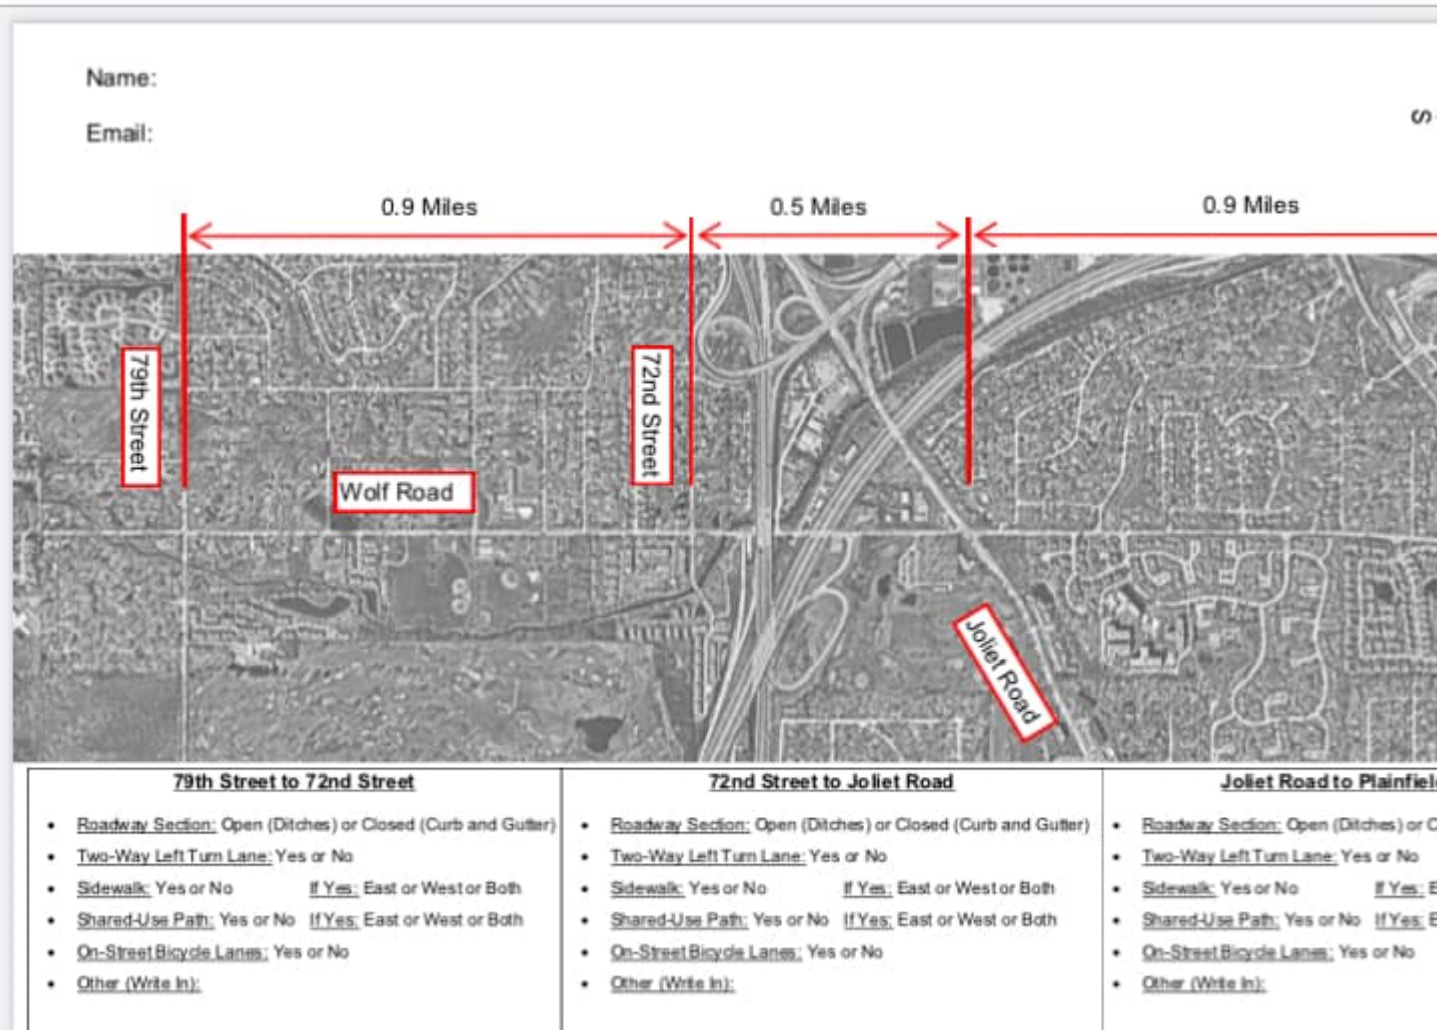 Name:
Email:
S
0.9 Miles
0.5 Miles
0.9 Miles
79th Street
72nd Street
Wolf Road
Joliet Road
79th Street to 72nd Street
• Roadway Section: Open (Ditches) or Closed (Curb and Gutter)
• Two-Way Left Turn Lane: Yes or No
• Sidewalk: Yes or No If Yes: East or West or Both
• Shared-Use Path: Yes or No If Yes: East or West or Both
• On-Street Bicycle Lanes: Yes or No
• Other (Write In):
72nd Street to Joliet Road
• Roadway Section: Open (Ditches) or Closed (Curb and Gutter)
• Two-Way Left Turn Lane: Yes or No
• Sidewalk: Yes or No If Yes: East or West or Both
• Shared-Use Path: Yes or No If Yes: East or West or Both
• On-Street Bicycle Lanes: Yes or No
• Other (Write In):
Joliet Road to Plainfiel
• Roadway Section: Open (Ditches) or C
• Two-Way Left Turn Lane: Yes or No
• Sidewalk: Yes or No If Yes: E
• Shared-Use Path: Yes or No If Yes: E
• On-Street Bicycle Lanes: Yes or No
• Other (Write In):